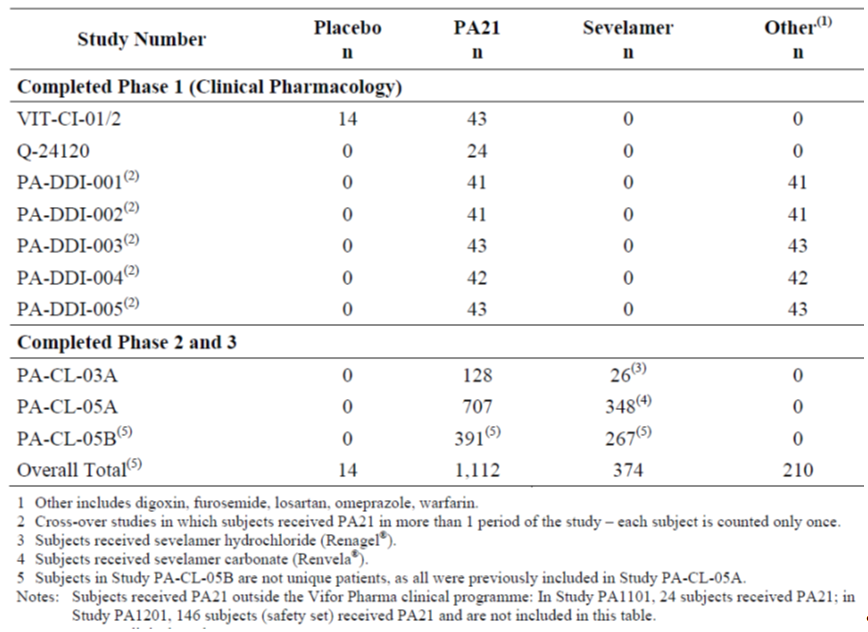 Study Number Placebo n PA21 n Sevelamer n Other(1) n
Completed Phase 1 (Clinical Pharmacology)
VIT-CI-01/2 14 43 0 0
Q-24120 0 24 0 0
PA-DDI-001(2) 0 41 0 41
PA-DDI-002(2) 0 41 0 41
PA-DDI-003(2) 0 43 0 43
PA-DDI-004(2) 0 42 0 42
PA-DDI-005(2) 0 43 0 43
Completed Phase 2 and 3
PA-CL-03A 0 128 26(3) 0
PA-CL-05A 0 707 348(4) 0
PA-CL-05B(5) 0 391(5) 267(5) 0
Overall Total(5) 14 1,112 374 210
1 Other includes digoxin, furosemide, losartan, omeprazole, warfarin.
2 Cross-over studies in which subjects received PA21 in more than 1 period of the study – each subject is counted only once.
3 Subjects received sevelamer hydrochloride (Renagel®).
4 Subjects received sevelamer carbonate (Renvela®).
5 Subjects in Study PA-CL-05B are not unique patients, as all were previously included in Study PA-CL-05A.
Notes: Subjects received PA21 outside the Vifor Pharma clinical programme: In Study PA1101, 24 subjects received PA21; in
Study PA1201, 146 subjects (safety set) received PA21 and are not included in this table.